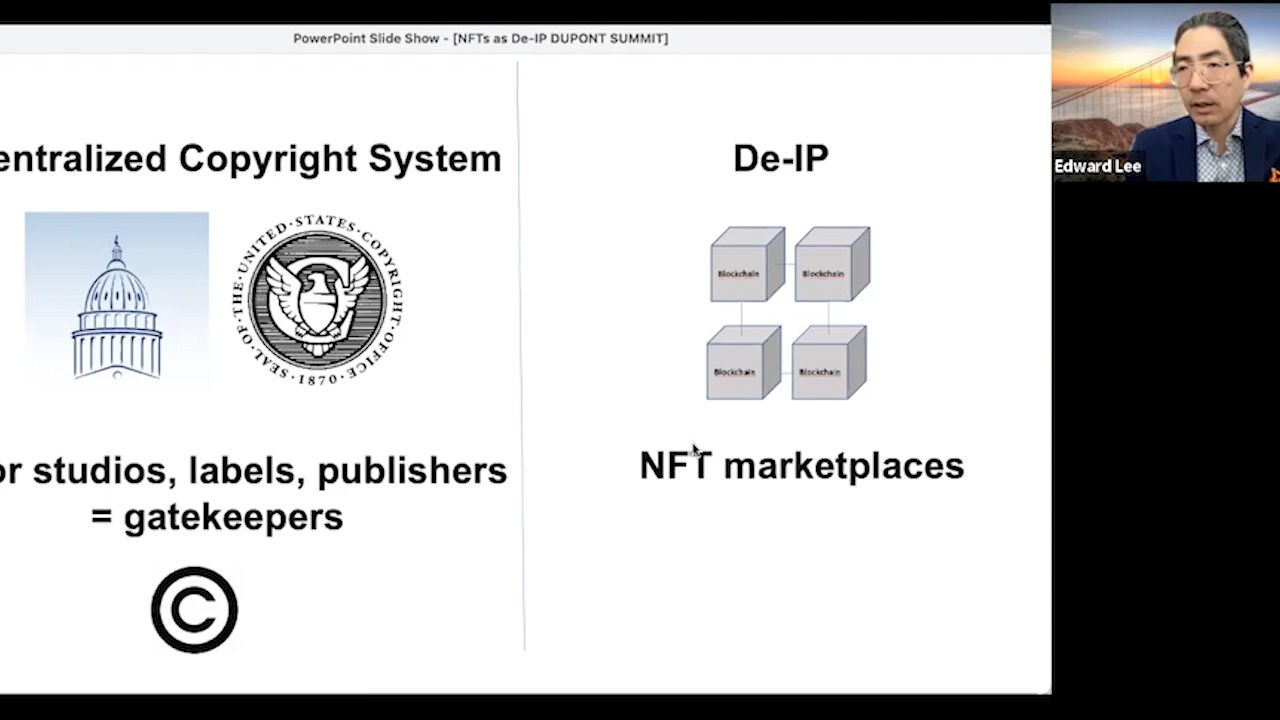 PowerPoint Slide Show - [NFTs as De-IP DUPONT SUMMIT]
Edward Lee
entralized Copyright System
De-IP
SEAL·OF·THE·UNITED·STATES·COPYRIGHT·OFFICE·
·1870·
Blockchain Blockchain
Blockchain Blockchain
or studios, labels, publishers
= gatekeepers
NFT marketplaces
©